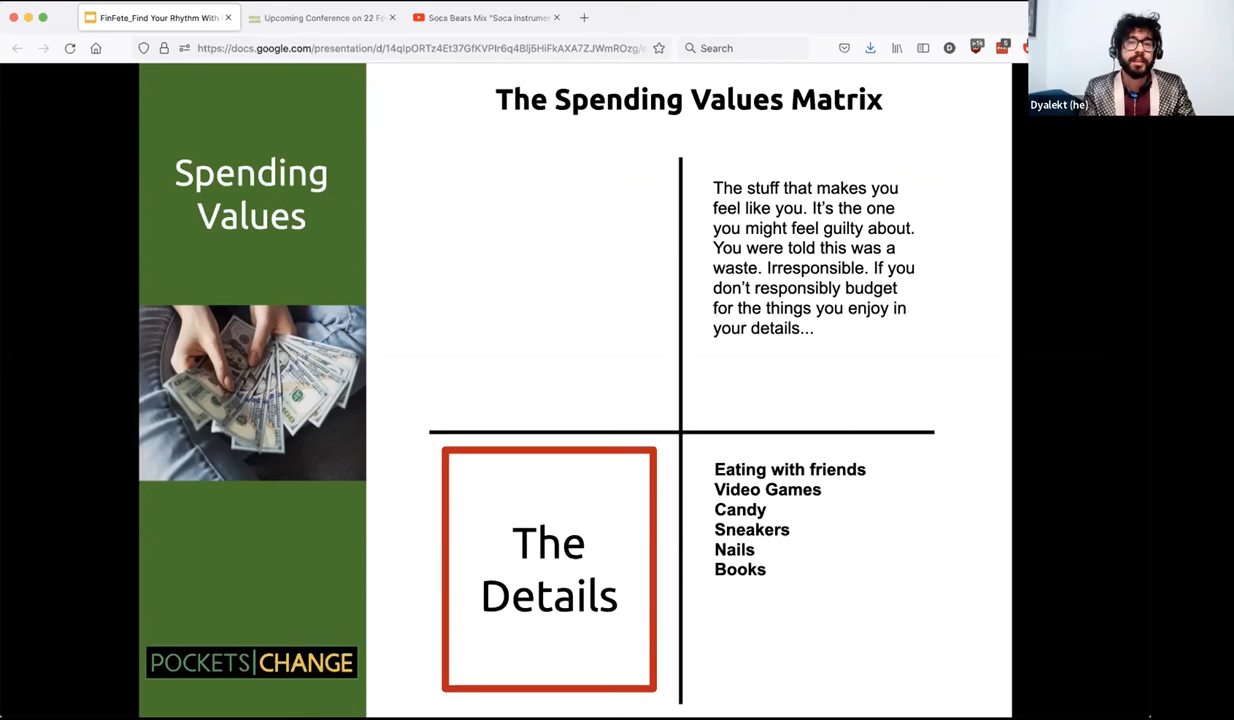 FinFete_Find Your Rhythm With
Upcoming Conference on 22 Fe
Soca Beats Mix "Soca Instrumen
https://docs.google.com/presentation/d/
Search
Dyalekt (he)
Spending
Values
POCKETS|CHANGE
The Spending Values Matrix
The stuff that makes you
feel like you. It's the one
you might feel guilty about.
You were told this was a
waste. Irresponsible. If you
don't responsibly budget
for the things you enjoy in
your details...
The
Details
Eating with friends
Video Games
Candy
Sneakers
Nails
Books